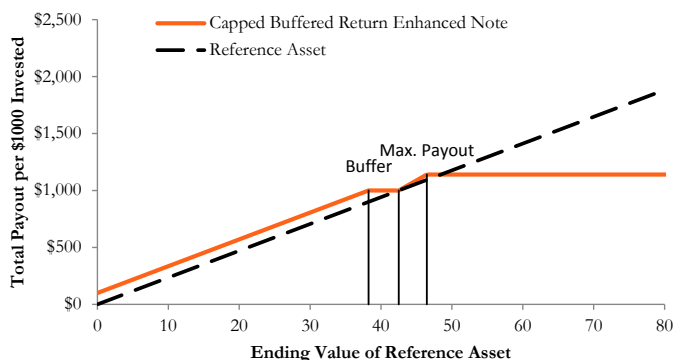 Capped Buffered Return Enhanced Note
Reference Asset
Total Payout per $1000 Invested
$2,500
$2,000
$1,500
$1,000
$500
$0
Max. Payout
Buffer
0 10 20 30 40 50 60 70 80
Ending Value of Reference Asset